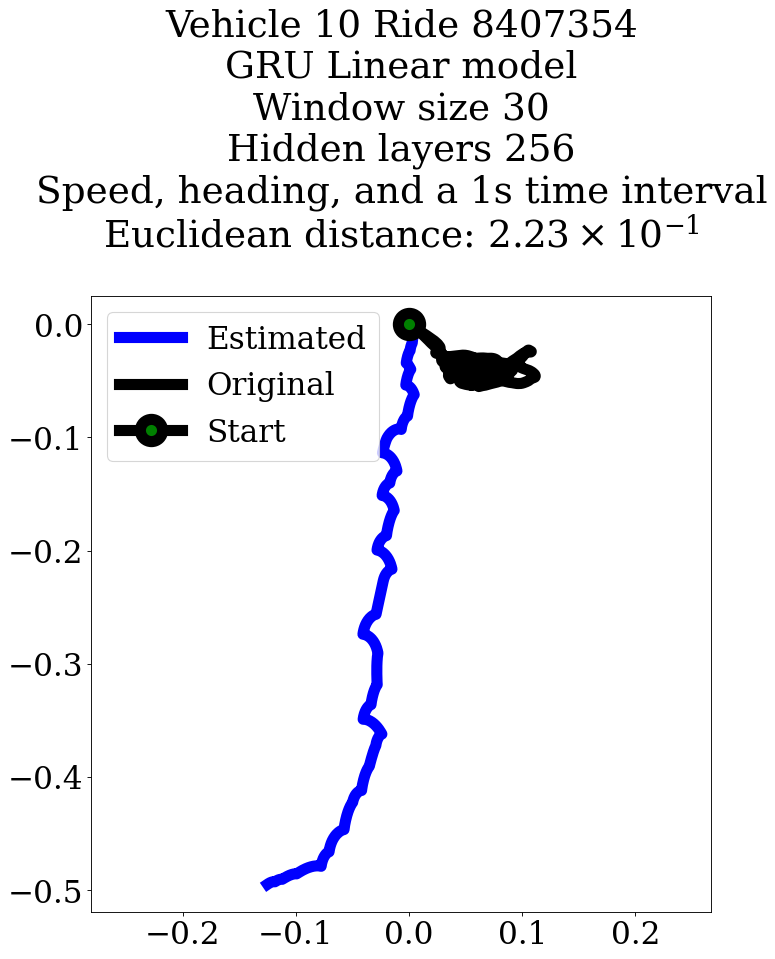 Vehicle 10 Ride 8407354
GRU Linear model
Window size 30
Hidden layers 256
Speed, heading, and a 1s time interval
Euclidean distance: 2.23 × 10⁻¹
Estimated
Original
Start
0.0
−0.1
−0.2
−0.3
−0.4
−0.5
−0.2 −0.1 0.0 0.1 0.2